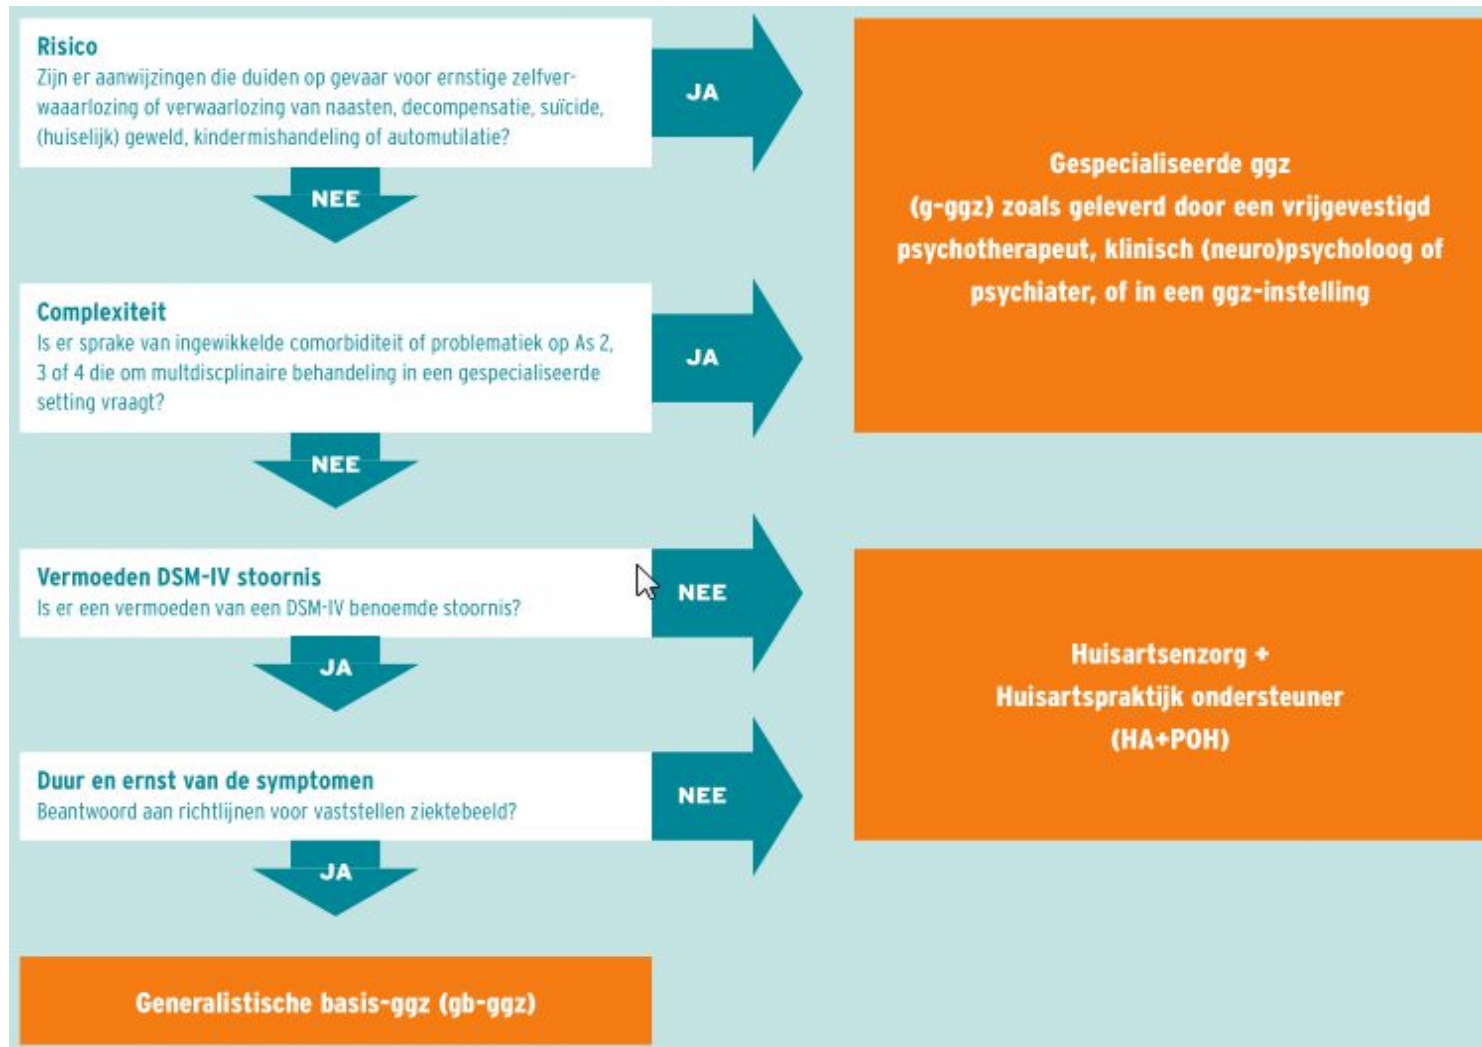 Risico
Zijn er aanwijzingen die duiden op gevaar voor ernstige zelfver-
waaarlozing of verwaarlozing van naasten, decompensatie, suïcide,
(huiselijk) geweld, kindermishandeling of automutilatie?
JA
NEE
Gespecialiseerde ggz
(g-ggz) zoals geleverd door een vrijgevestigd
psychotherapeut, klinisch (neuro)psycholoog of
psychiater, of in een ggz-instelling
Complexiteit
Is er sprake van ingewikkelde comorbiditeit of problematiek op As 2,
3 of 4 die om multdiscplinaire behandeling in een gespecialiseerde
setting vraagt?
JA
NEE
Vermoeden DSM-IV stoornis
Is er een vermoeden van een DSM-IV benoemde stoornis?
NEE
JA
Huisartsenzorg +
Huisartspraktijk ondersteuner
(HA+POH)
Duur en ernst van de symptomen
Beantwoord aan richtlijnen voor vaststellen ziektebeeld?
NEE
JA
Generalistische basis-ggz (gb-ggz)